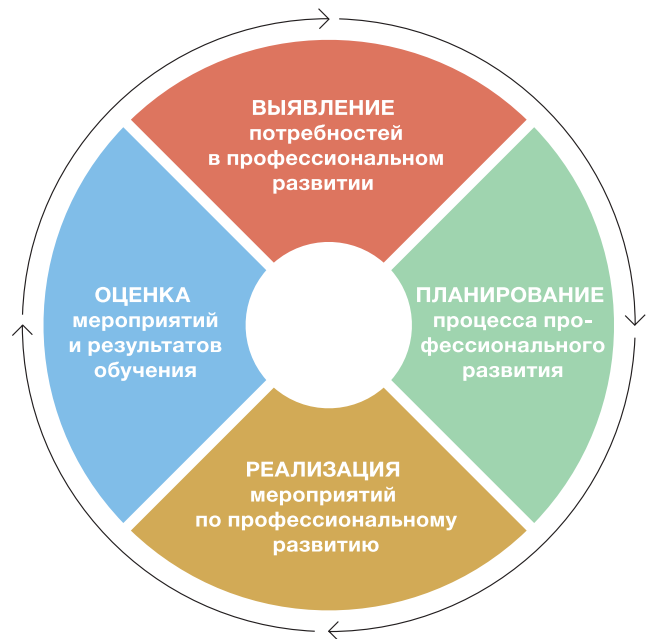 ВЫЯВЛЕНИЕ
потребностей
в профессиональном
развитии
ПЛАНИРОВАНИЕ
процесса про-
фессионального
развития
РЕАЛИЗАЦИЯ
мероприятий
по профессиональному
развитию
ОЦЕНКА
мероприятий
и результатов
обучения